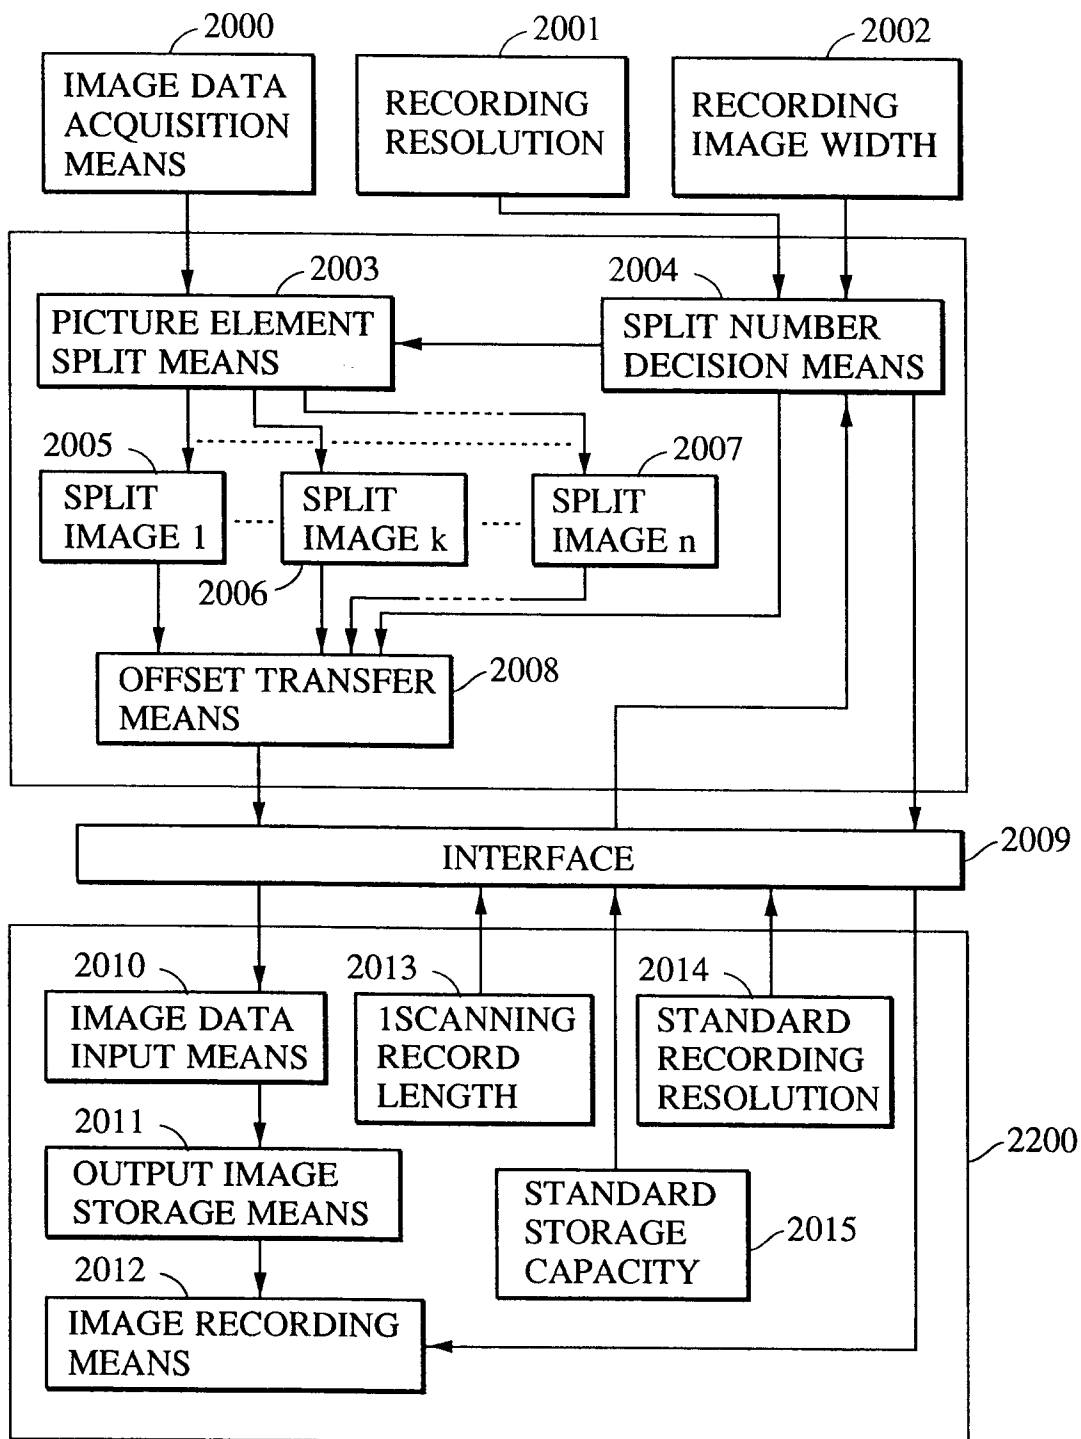 2000
2001
2002
IMAGE DATA
ACQUISITION
MEANS
RECORDING
RESOLUTION
RECORDING
IMAGE WIDTH
2003
2004
PICTURE ELEMENT
SPLIT MEANS
SPLIT NUMBER
DECISION MEANS
2005
2007
SPLIT
IMAGE 1
SPLIT
IMAGE k
SPLIT
IMAGE n
2006
OFFSET TRANSFER
MEANS
2008
INTERFACE
2009
2010
2013
2014
IMAGE DATA
INPUT MEANS
1SCANNING
RECORD
LENGTH
STANDARD
RECORDING
RESOLUTION
2011
OUTPUT IMAGE
STORAGE MEANS
STANDARD
STORAGE
CAPACITY
2015
2200
2012
IMAGE RECORDING
MEANS